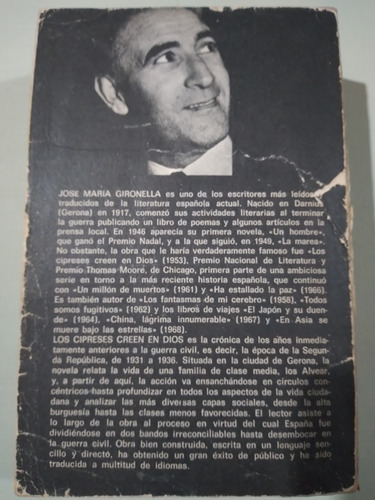 JOSE MARIA GIRONELLA es uno de los escritores más leídos y
traducidos de la literatura española actual. Nacido en Darnius
(Gerona) en 1917, comenzó sus actividades literarias al terminar
la guerra publicando un libro de poemas y algunos artículos en la
prensa local. En 1946 aparecía su primera novela, «Un hombre»,
que ganó el Premio Nadal, y a la que siguió, en 1949, «La marea».
No obstante, la obra que le haría verdaderamente famoso fue «Los
cipreses creen en Dios» (1953), Premio Nacional de Literatura y
Premio Thomas Moore, de Chicago, primera parte de una ambiciosa
serie en torno a la más reciente historia española, que continuó
con «Un millón de muertos» (1961) y «Ha estallado la paz» (1966).
Es también autor de «Los fantasmas de mi cerebro» (1958), «Todos
somos fugitivos» (1962) y los libros de viajes «El Japón y su duen-
de» (1964), «China, lágrima innumerable» (1967) y «En Asia se
muere bajo las estrellas» (1968).
LOS CIPRESES CREEN EN DIOS es la crónica de los años inme-
diatamente anteriores a la guerra civil, es decir, la época de la Segun-
da República, de 1931 a 1936. Situada en la ciudad de Gerona, la
novela relata la vida de una familia de clase media, los Alvear,
y, a partir de aquí, la acción va ensanchándose en círculos con-
céntricos hasta profundizar en todos los aspectos de la vida ciuda-
dana y analizar las más diversas capas sociales, desde la alta
burguesía hasta las clases menos favorecidas. El lector asiste a
lo largo de la obra al proceso en virtud del cual España fue
dividiéndose en dos bandos irreconciliables hasta desembocar en
la guerra civil. Obra bien construida, escrita en un lenguaje sen-
cillo y directo, ha obtenido un gran éxito de público y ha sido
traducida a multitud de idiomas.